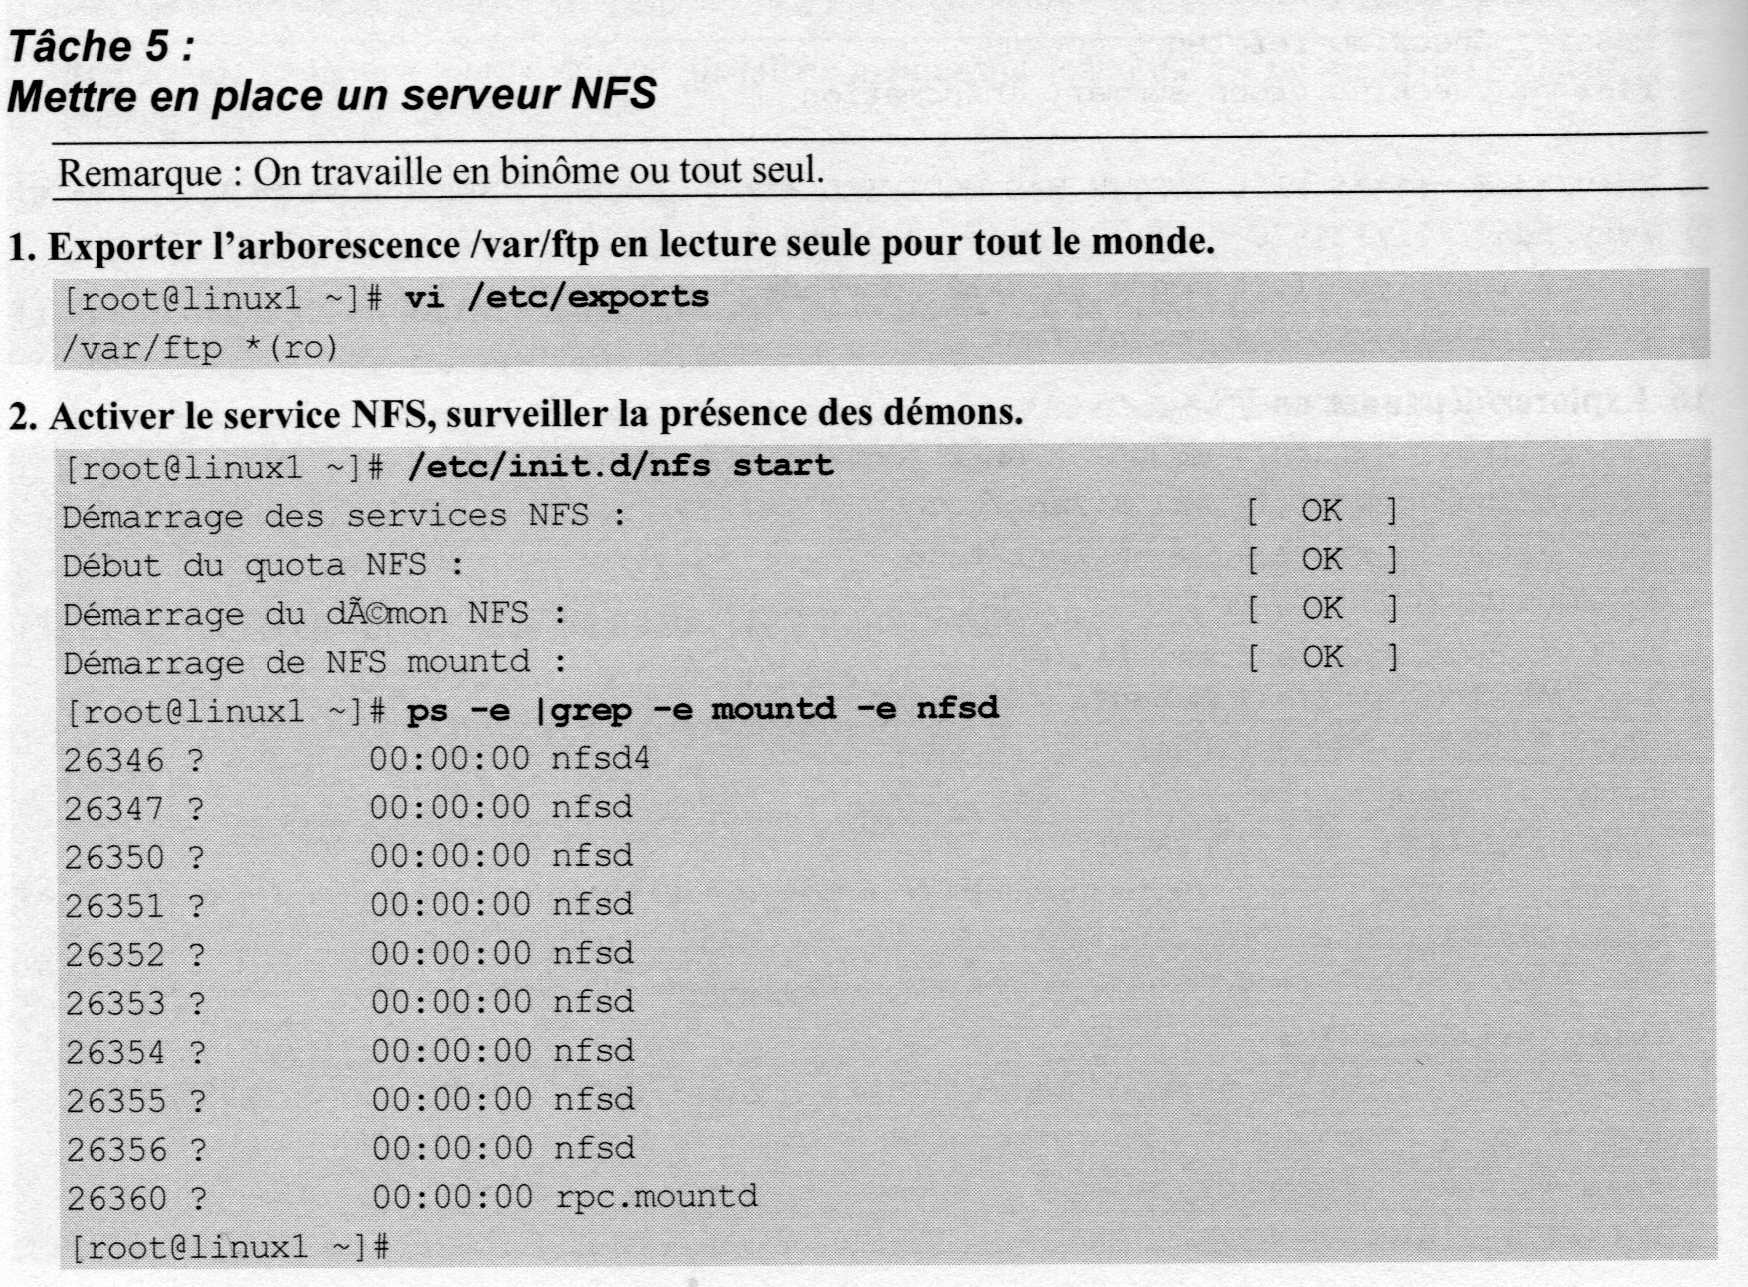 Tâche 5 :
Mettre en place un serveur NFS
Remarque : On travaille en binôme ou tout seul.
1. Exporter l’arborescence /var/ftp en lecture seule pour tout le monde.
[root@linux1 ~]# vi /etc/exports
/var/ftp *(ro)
2. Activer le service NFS, surveiller la présence des démons.
[root@linux1 ~]# /etc/init.d/nfs start
Démarrage des services NFS : [ OK ]
Début du quota NFS : [ OK ]
Démarrage du dÃ©mon NFS : [ OK ]
Démarrage de NFS mountd : [ OK ]
[root@linux1 ~]# ps -e |grep -e mountd -e nfsd
26346 ? 00:00:00 nfsd4
26347 ? 00:00:00 nfsd
26350 ? 00:00:00 nfsd
26351 ? 00:00:00 nfsd
26352 ? 00:00:00 nfsd
26353 ? 00:00:00 nfsd
26354 ? 00:00:00 nfsd
26355 ? 00:00:00 nfsd
26356 ? 00:00:00 nfsd
26360 ? 00:00:00 rpc.mountd
[root@linux1 ~]#